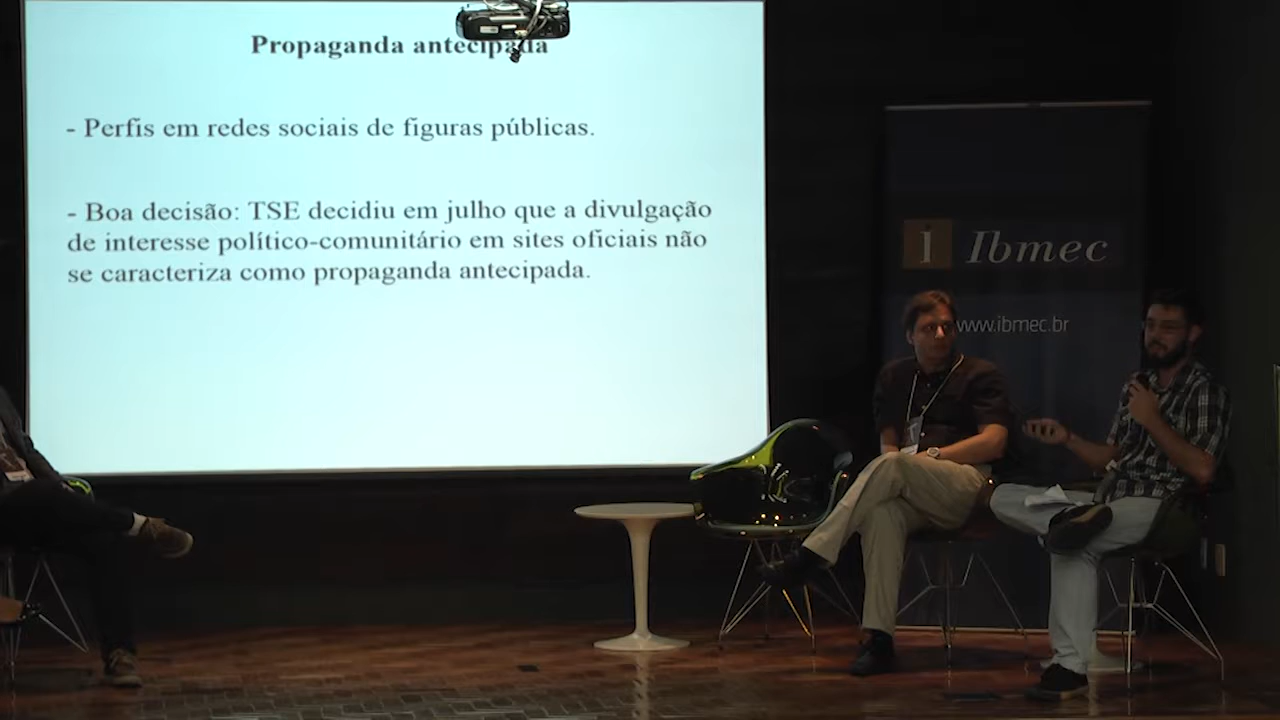 Propaganda antecipada
- Perfis em redes sociais de figuras públicas.
- Boa decisão: TSE decidiu em julho que a divulgação
de interesse político-comunitário em sites oficiais não
se caracteriza como propaganda antecipada.
i Ibmec
www.ibmec.br